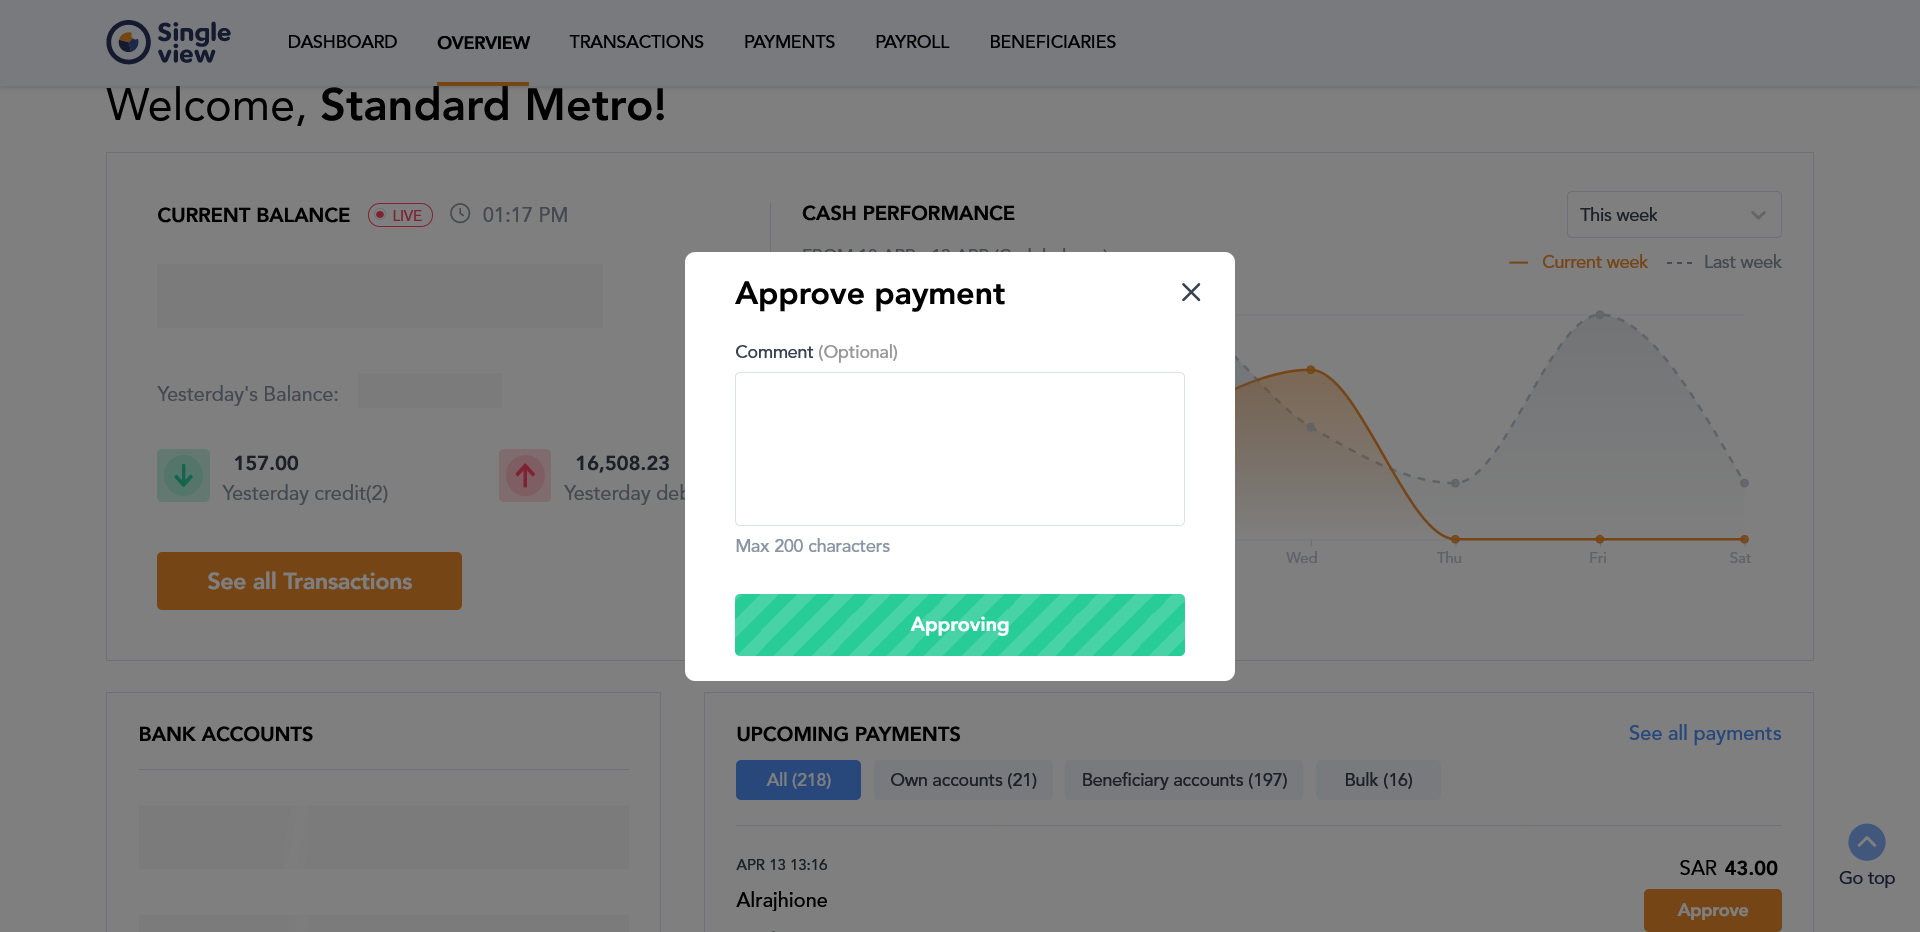 Single
view
DASHBOARD
OVERVIEW
TRANSACTIONS
PAYMENTS
PAYROLL
BENEFICIARIES
Welcome, Standard Metro!
CURRENT BALANCE
LIVE
01:17 PM
CASH PERFORMANCE
This week
Current week
Last week
Yesterday's Balance:
157.00
Yesterday credit(2)
16,508.23
Yesterday
See all Transactions
Wed
Thu
Fri
Sat
Approve payment
Comment (Optional)
Max 200 characters
Approving
BANK ACCOUNTS
UPCOMING PAYMENTS
See all payments
All (218)
Own accounts (21)
Beneficiary accounts (197)
Bulk (16)
APR 13 13:16
SAR 43.00
Alrajhione
Approve
Go top